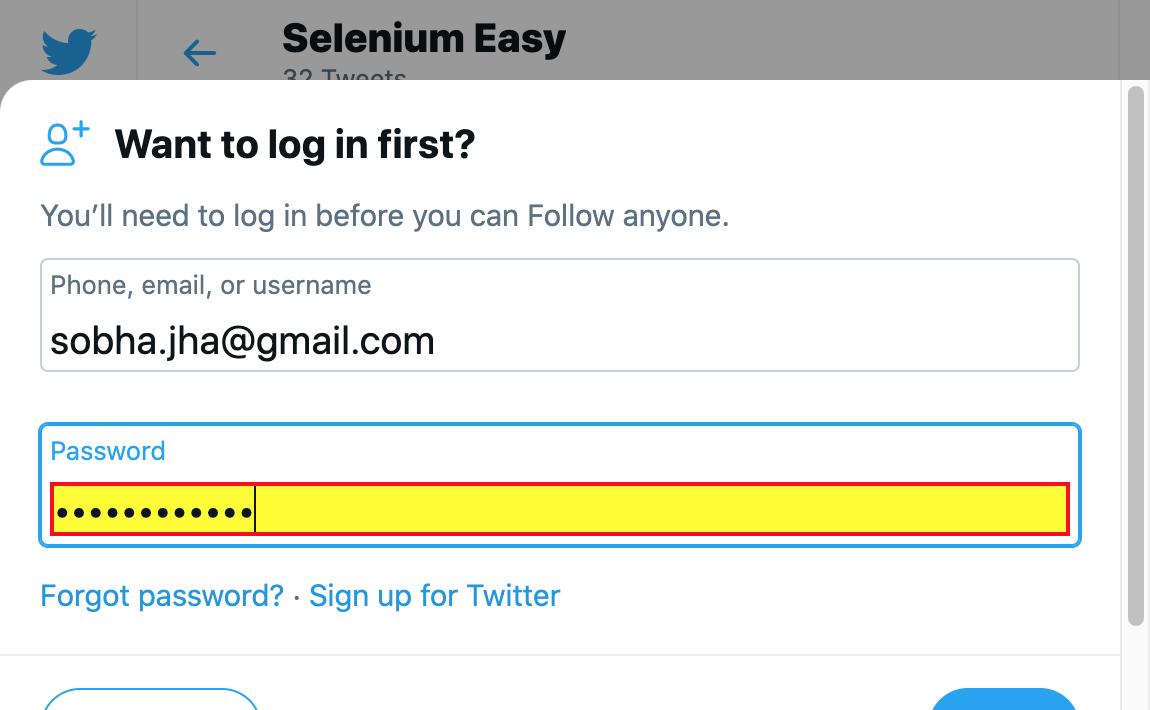 Selenium Easy
32 Tweets
Want to log in first?
You’ll need to log in before you can Follow anyone.
Phone, email, or username
sobha.jha@gmail.com
Password
••••••••••••
Forgot password? · Sign up for Twitter